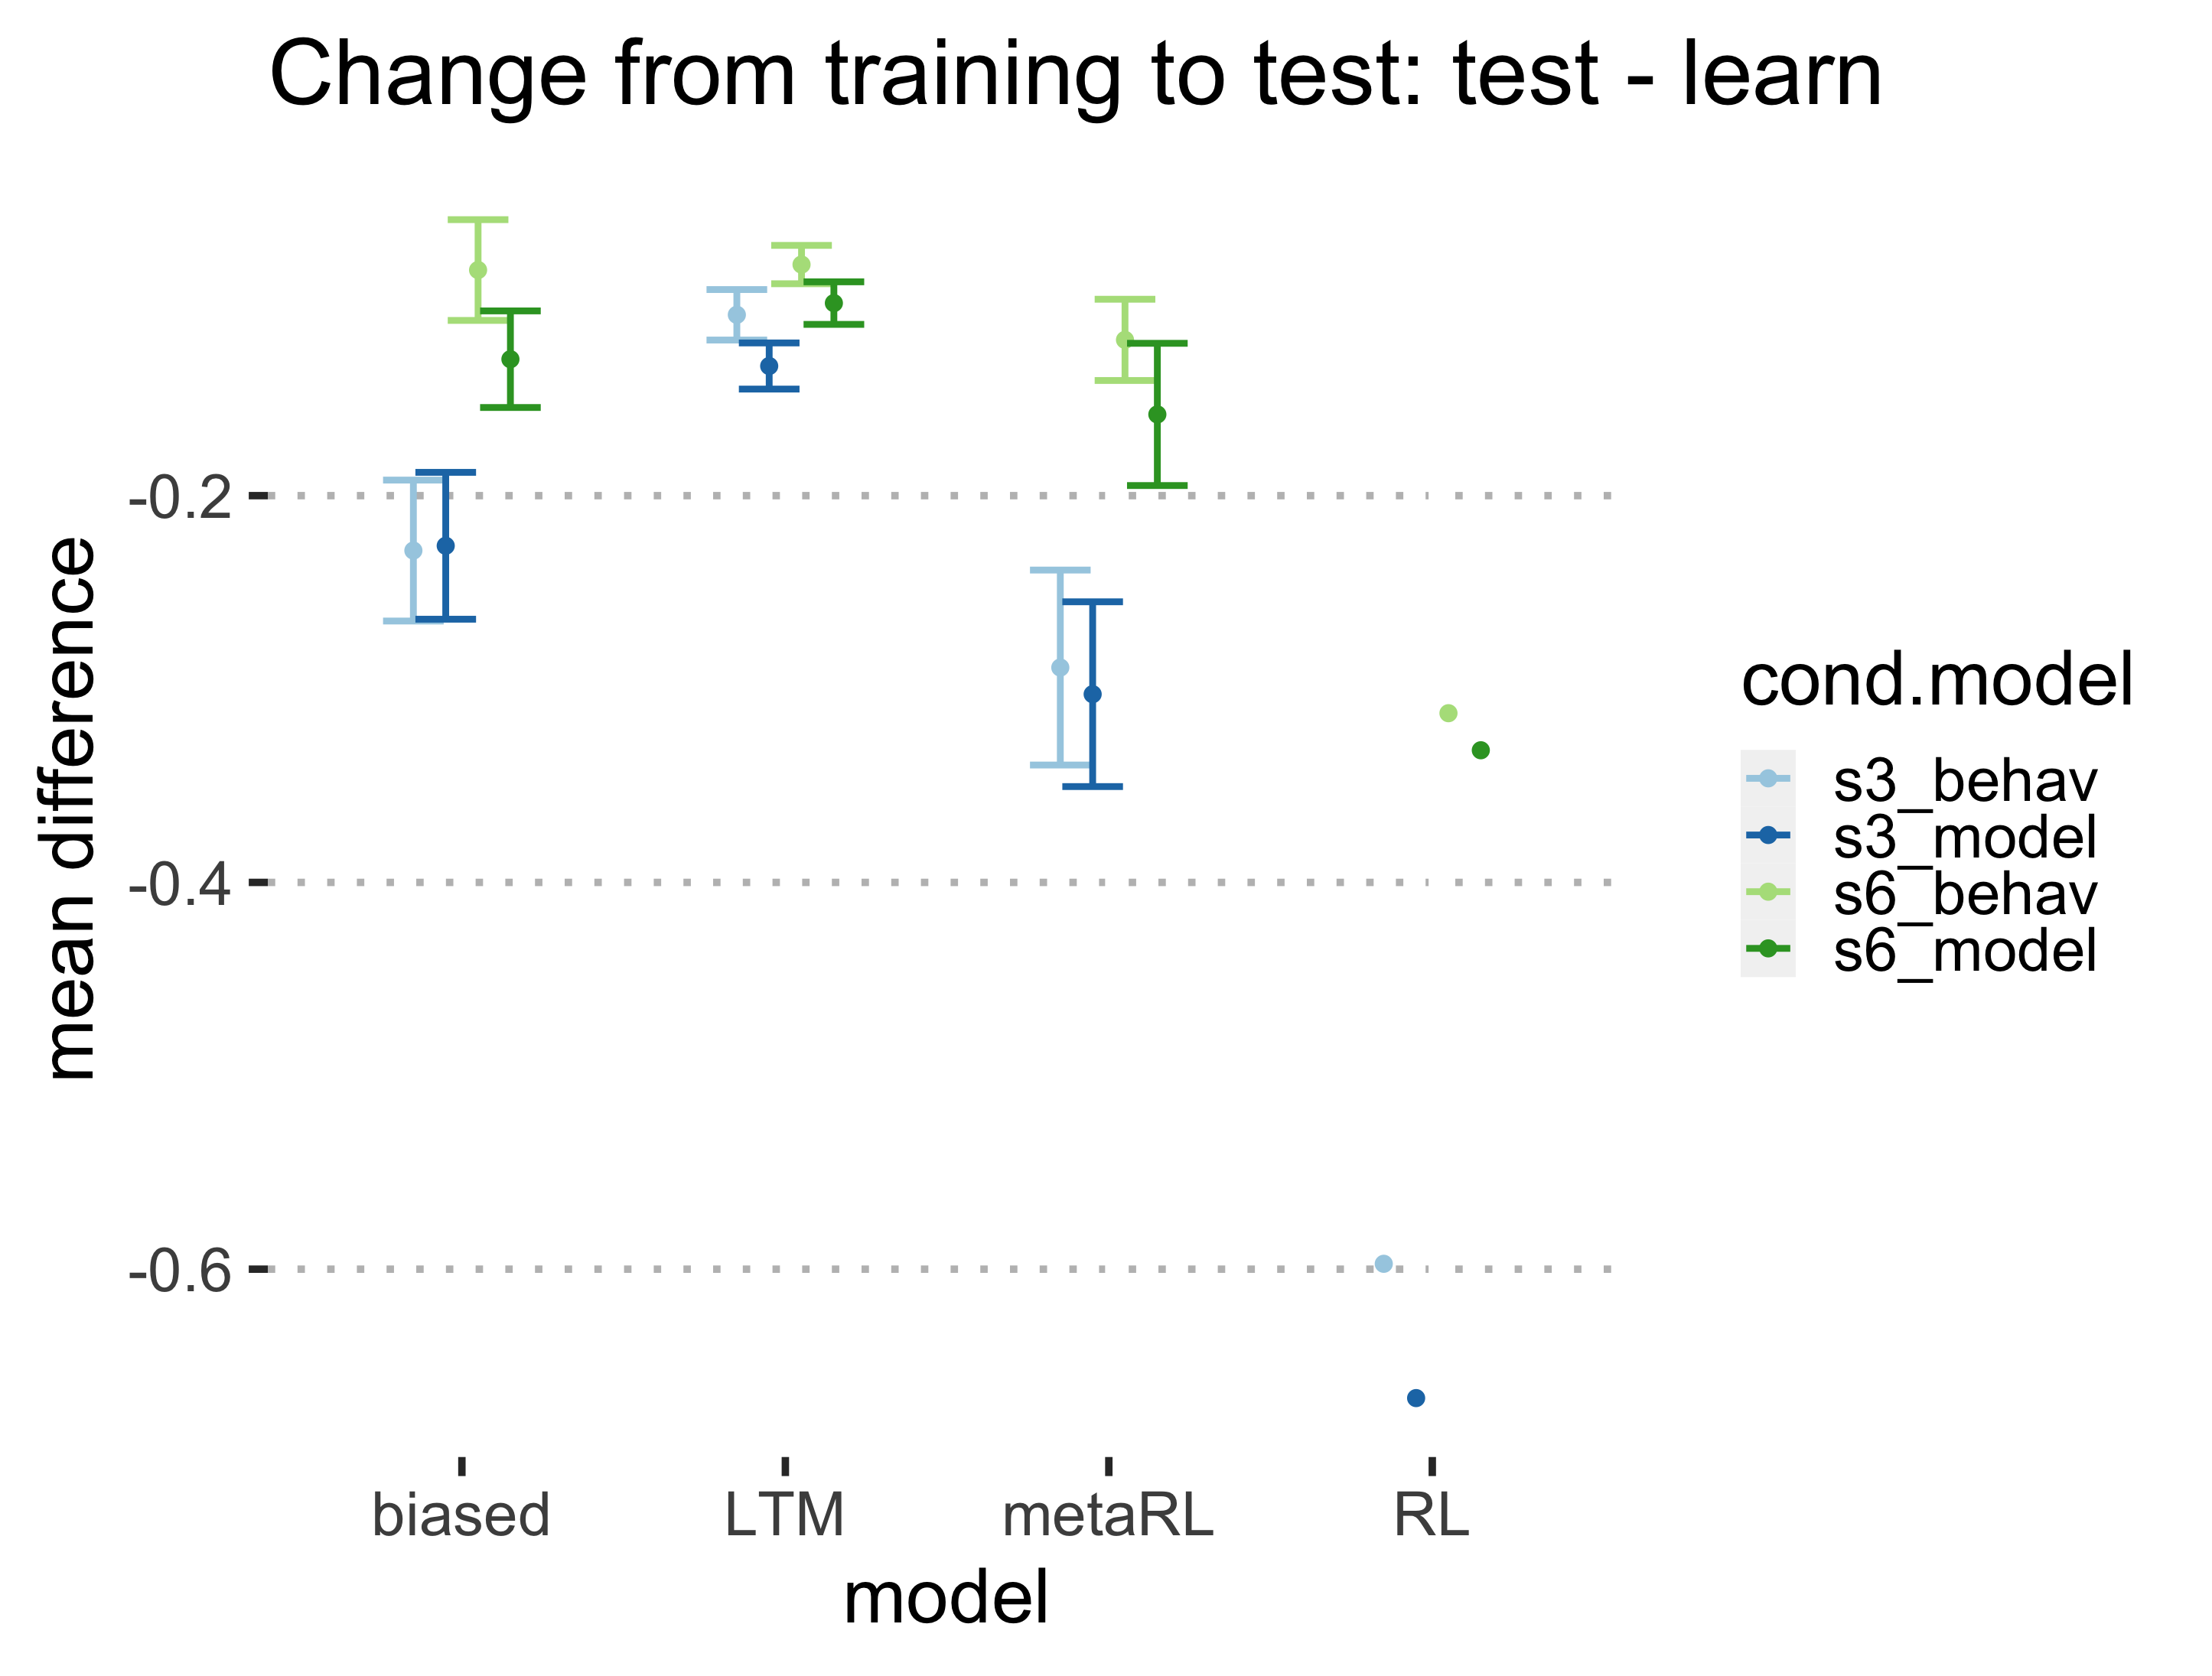 Change from training to test: test - learn
mean difference
-0.2
-0.4
-0.6
biased
LTM
metaRL
RL
model
cond.model
s3_behav
s3_model
s6_behav
s6_model